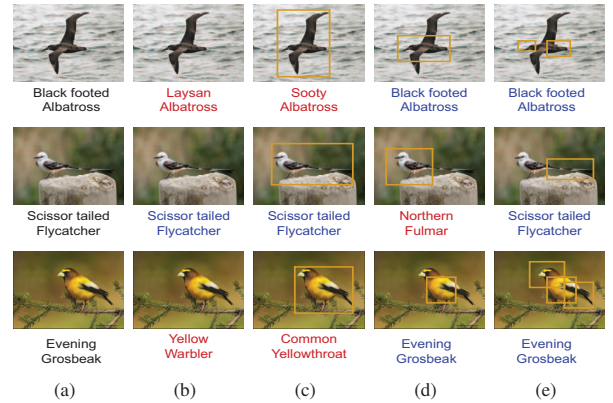 Black footed
Albatross
Laysan
Albatross
Sooty
Albatross
Black footed
Albatross
Black footed
Albatross
Scissor tailed
Flycatcher
Scissor tailed
Flycatcher
Scissor tailed
Flycatcher
Northern
Fulmar
Scissor tailed
Flycatcher
Evening
Grosbeak
Yellow
Warbler
Common
Yellowthroat
Evening
Grosbeak
Evening
Grosbeak
(a)
(b)
(c)
(d)
(e)